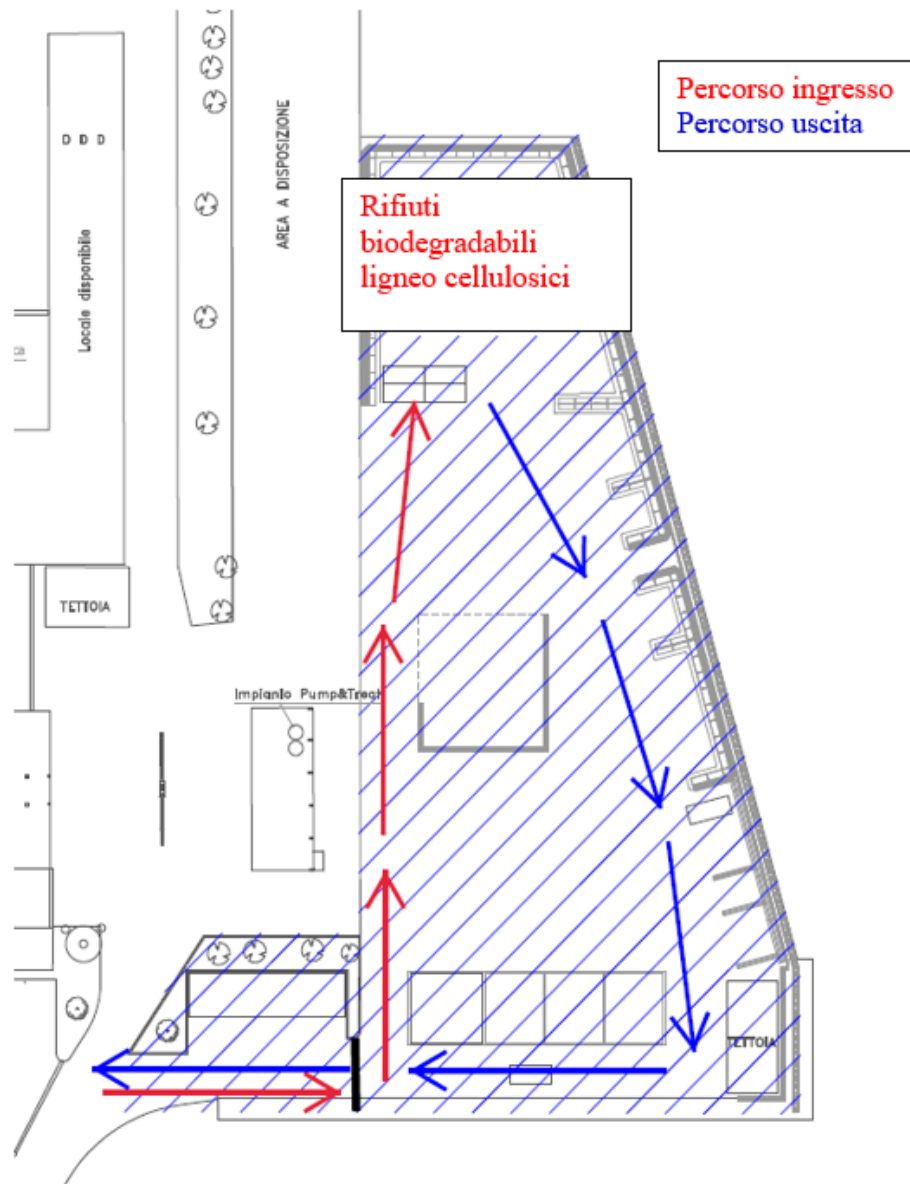 Percorso ingresso
Percorso uscita
Rifiuti
biodegradabili
ligneo cellulosici
AREA A DISPOSIZIONE
Locale disponibile
TETTOIA
Impianto Pump&Treat
TETTOIA